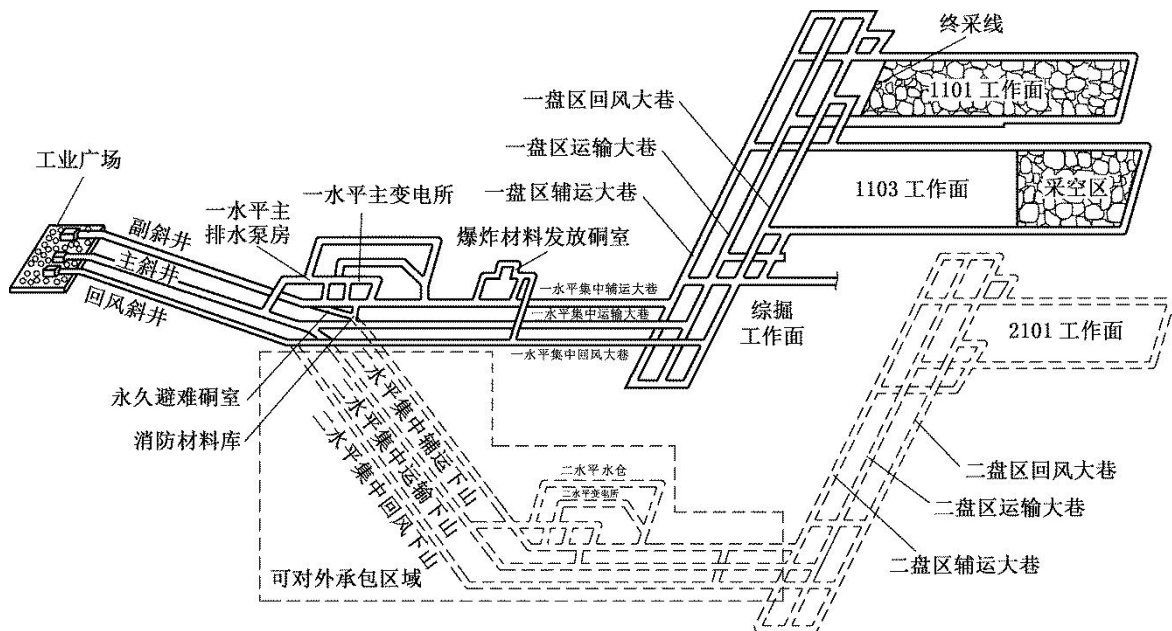 终采线
1101 工作面
一盘区回风大巷
一盘区运输大巷
一盘区辅运大巷
工业广场
一水平主变电所
一水平主
排水泵房
爆炸材料发放硐室
1103 工作面
采空区
副斜井
主斜井
回风斜井
一水平集中辅运大巷
一水平集中运输大巷
一水平集中回风大巷
综掘
工作面
2101 工作面
永久避难硐室
消防材料库
水平集中辅运下山
水平集中运输下山
水平集中回风下山
二水平水仓
二水平变电所
二盘区回风大巷
二盘区运输大巷
二盘区辅运大巷
可对外承包区域